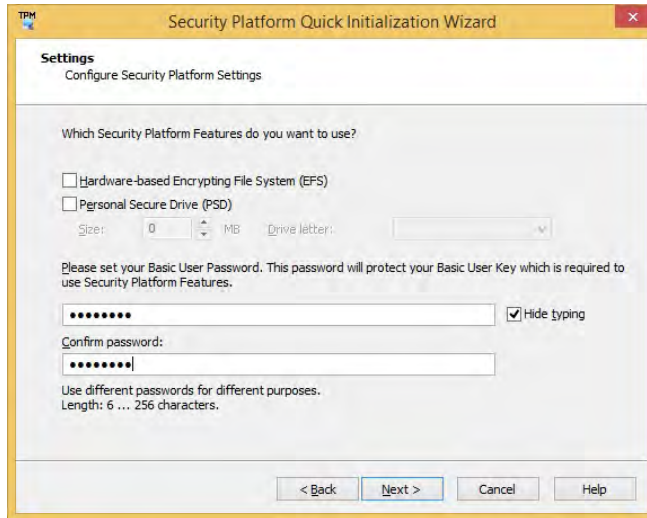 TPM
Security Platform Quick Initialization Wizard
Settings
Configure Security Platform Settings
Which Security Platform Features do you want to use?
Hardware-based Encrypting File System (EFS)
Personal Secure Drive (PSD)
Size: 0 MB Drive letter:
Please set your Basic User Password. This password will protect your Basic User Key which is required to
use Security Platform Features.
●●●●●●●● Hide typing
Confirm password:
●●●●●●●●
Use different passwords for different purposes.
Length: 6 ... 256 characters.
< Back Next > Cancel Help